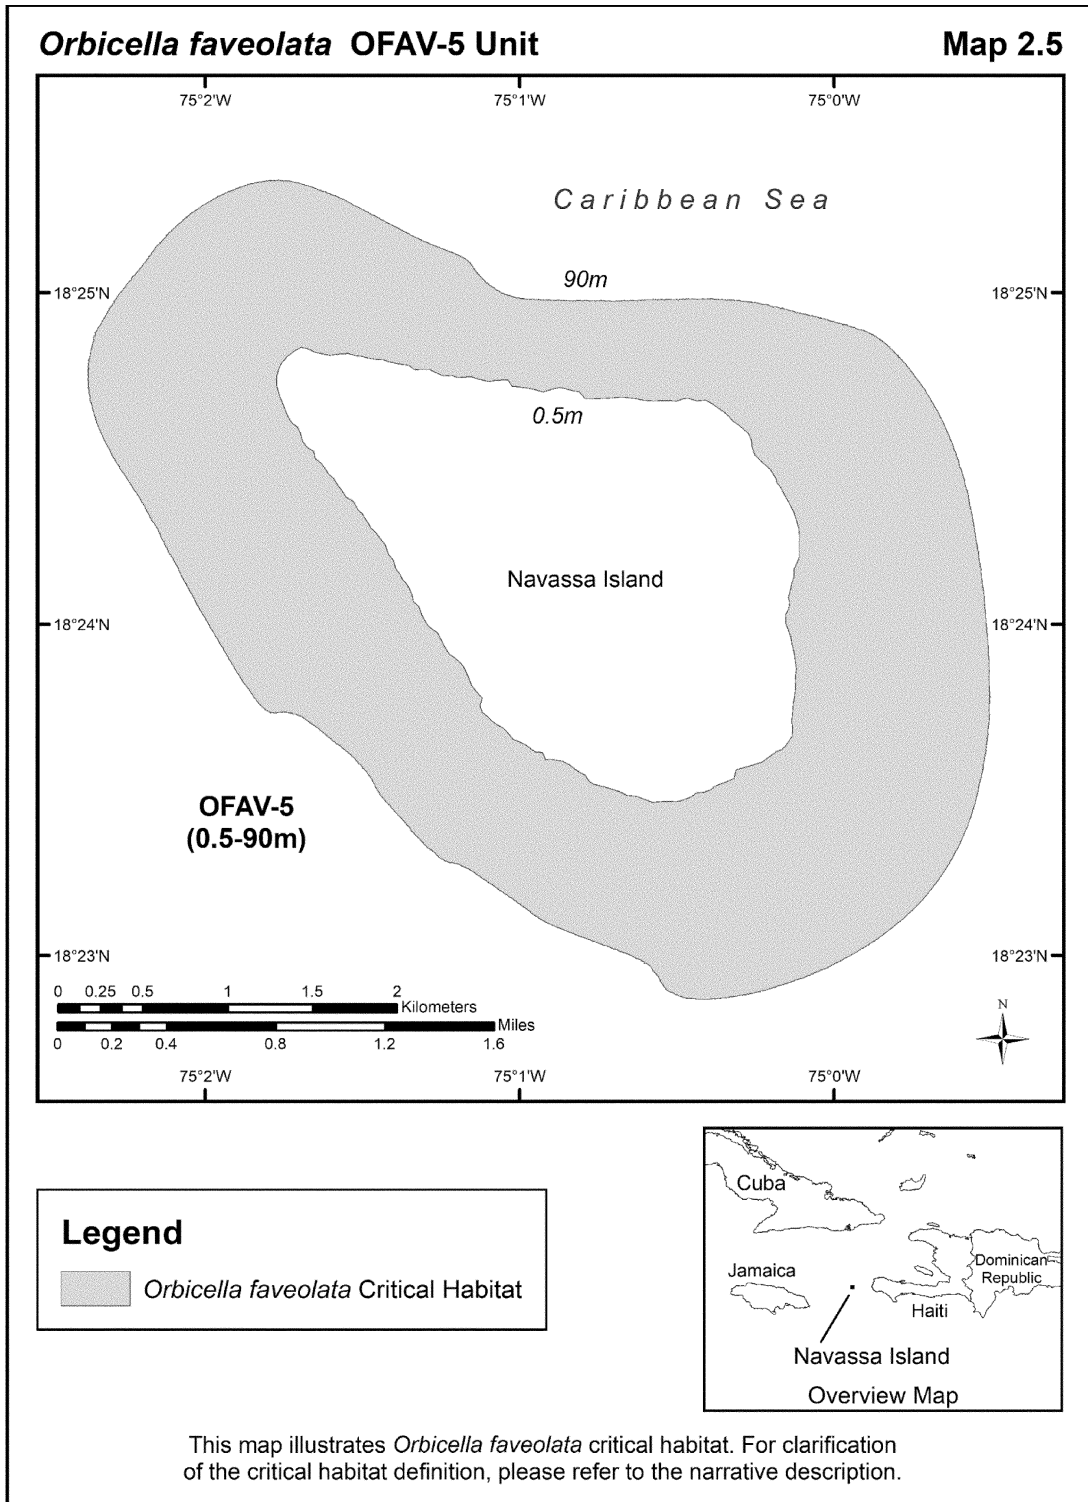 Orbicella faveolata OFAV-5 Unit
Map 2.5
75°2'W
75°1'W
75°0'W
Caribbean Sea
90m
18°25'N
18°25'N
0.5m
Navassa Island
18°24'N
18°24'N
OFAV-5
(0.5-90m)
18°23'N
18°23'N
0 0.25 0.5 1 1.5 2
Kilometers
Miles
0 0.2 0.4 0.8 1.2 1.6
N
75°2'W
75°1'W
75°0'W
Legend
Orbicella faveolata Critical Habitat
Cuba
Jamaica
Dominican
Republic
Haiti
Navassa Island
Overview Map
This map illustrates Orbicella faveolata critical habitat. For clarification
of the critical habitat definition, please refer to the narrative description.